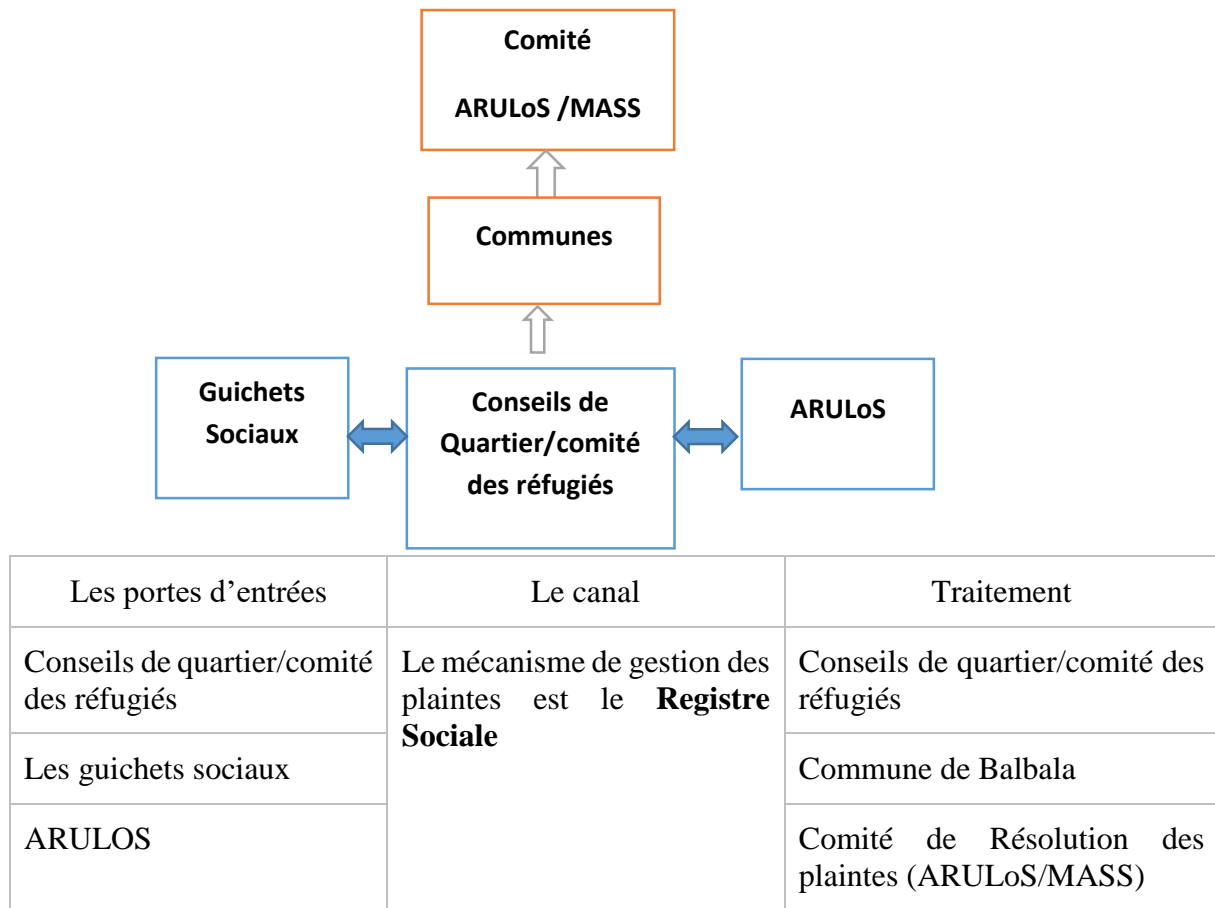 Comité
ARULoS /MASS
Communes
Guichets
Sociaux
Conseils de
Quartier/comité
des réfugiés
ARULoS
Les portes d’entrées
Le canal
Traitement
Conseils de quartier/comité
des réfugiés
Le mécanisme de gestion des
plaintes est le Registre
Sociale
Conseils de quartier/comité des
réfugiés
Les guichets sociaux
Commune de Balbala
ARULOS
Comité de Résolution des
plaintes (ARULoS/MASS)